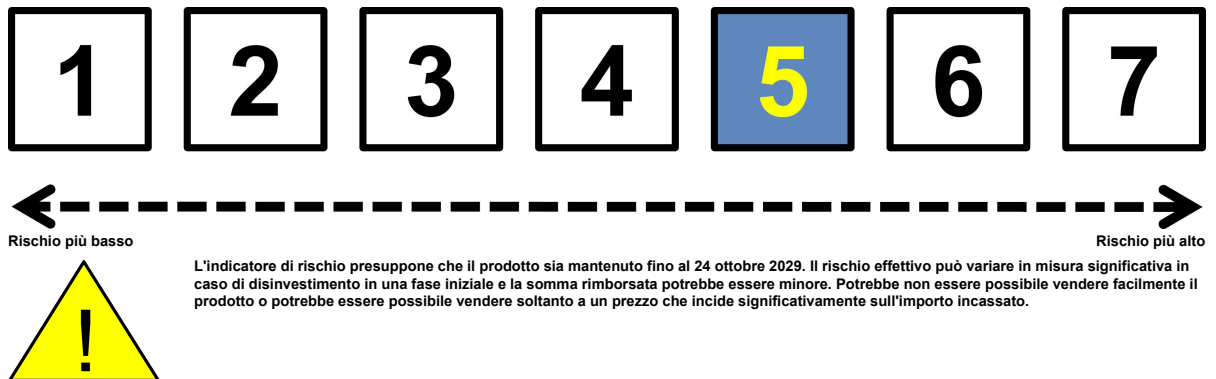 1 2 3 4 5 6 7
Rischio più basso Rischio più alto
L'indicatore di rischio presuppone che il prodotto sia mantenuto fino al 24 ottobre 2029. Il rischio effettivo può variare in misura significativa in
caso di disinvestimento in una fase iniziale e la somma rimborsata potrebbe essere minore. Potrebbe non essere possibile vendere facilmente il
prodotto o potrebbe essere possibile vendere soltanto a un prezzo che incide significativamente sull'importo incassato.
!